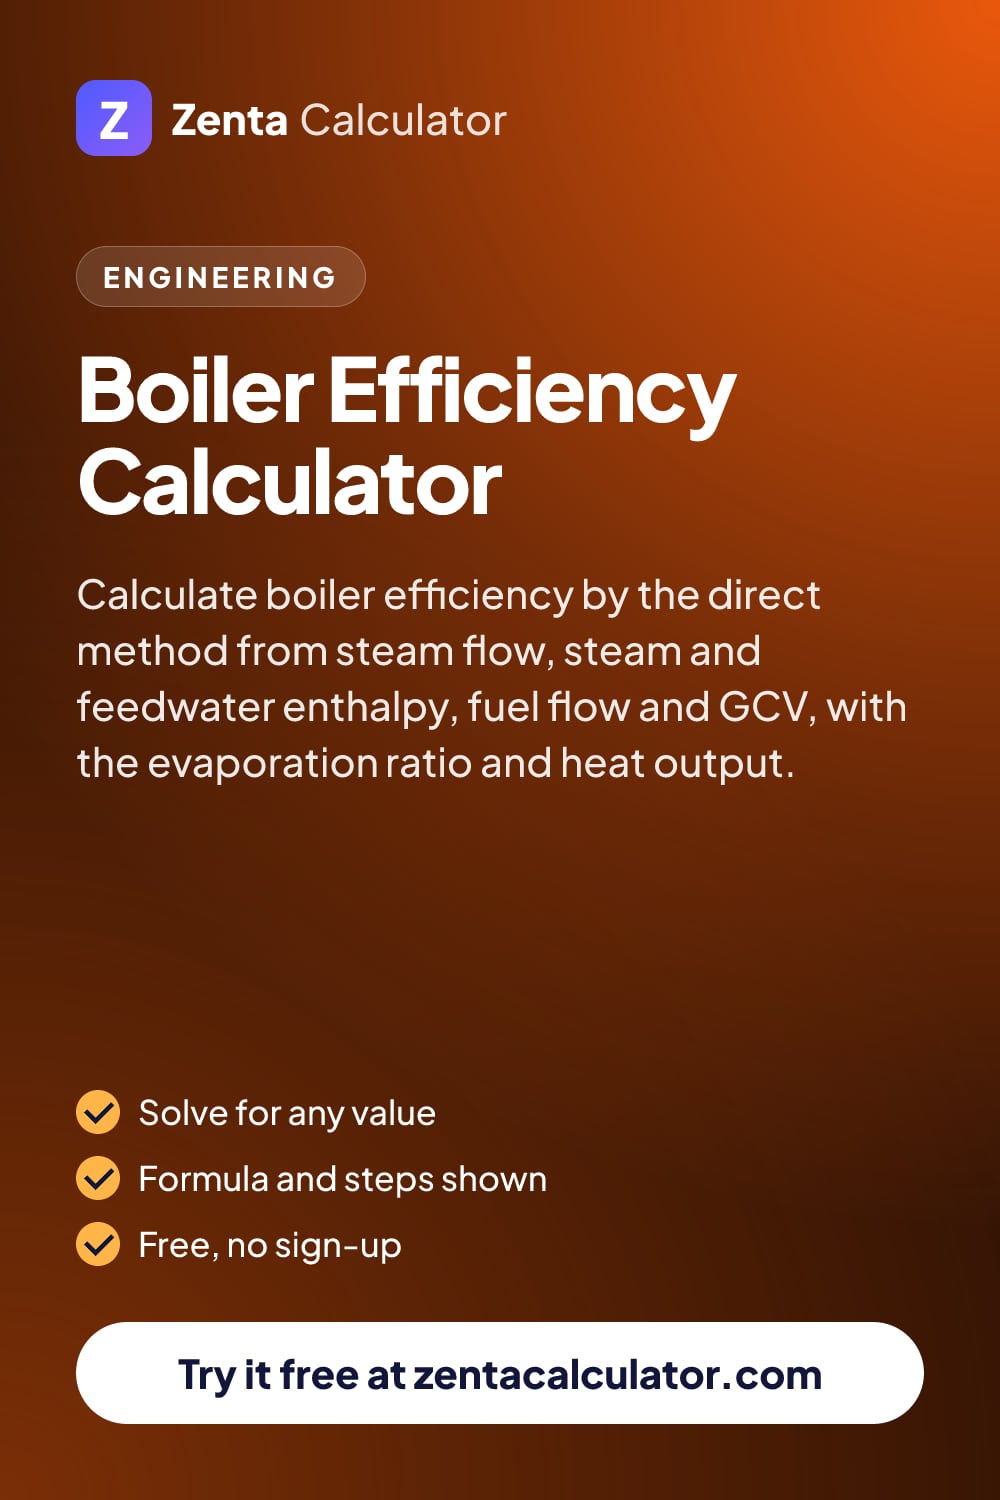 Z
Zenta Calculator
ENGINEERING
Boiler Efficiency
Calculator
Calculate boiler efficiency by the direct
method from steam flow, steam and
feedwater enthalpy, fuel flow and GCV, with
the evaporation ratio and heat output.
Solve for any value
Formula and steps shown
Free, no sign-up
Try it free at zentacalculator.com